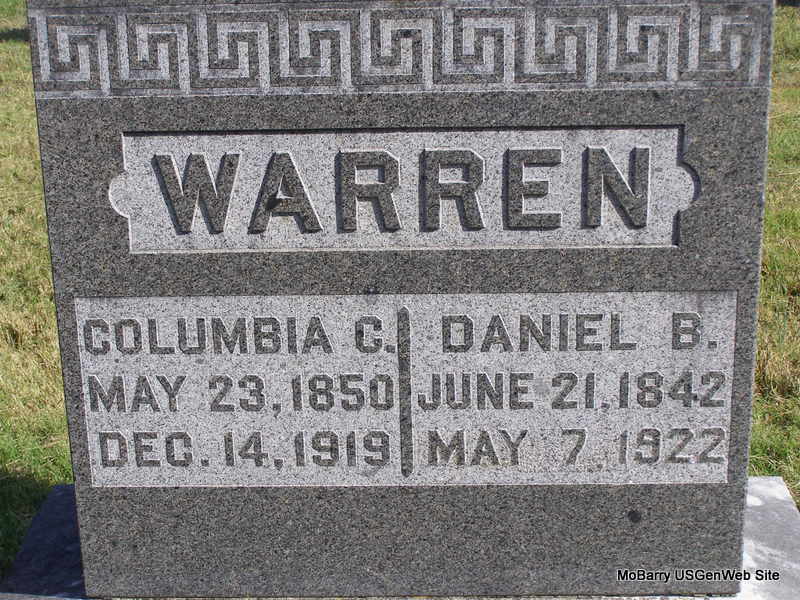 WARREN
COLUMBIA C.
MAY 23, 1850
DEC. 14, 1919
DANIEL B.
JUNE 21, 1842
MAY 7, 1922
MoBarry USGenWeb Site